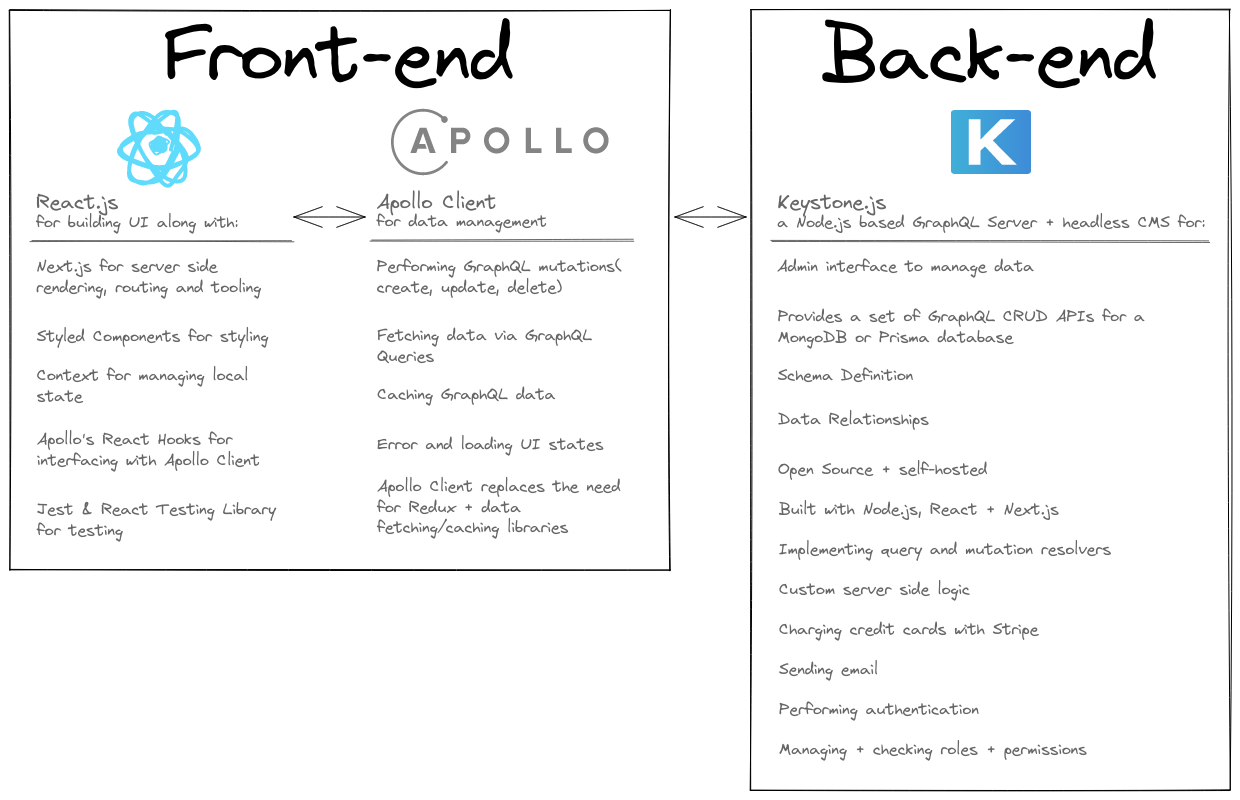 Front-end
APOLLO
React.js
for building UI along with:
Next.js for server side
rendering, routing and tooling
Styled Components for styling
Context for managing local
state
Apollo's React Hooks for
interfacing with Apollo Client
Jest & React Testing Library
for testing
Apollo Client
for data management
Performing GraphQL mutations(
create, update, delete)
Fetching data via GraphQL
Queries
Caching GraphQL data
Error and loading UI states
Apollo Client replaces the need
for Redux + data
fetching/caching libraries
Back-end
K
Keystone.js
a Node.js based GraphQL Server + headless CMS for:
Admin interface to manage data
Provides a set of GraphQL CRUD APIs for a
MongoDB or Prisma database
Schema Definition
Data Relationships
Open Source + self-hosted
Built with Node.js, React + Next.js
Implementing query and mutation resolvers
Custom server side logic
Charging credit cards with Stripe
Sending email
Performing authentication
Managing + checking roles + permissions